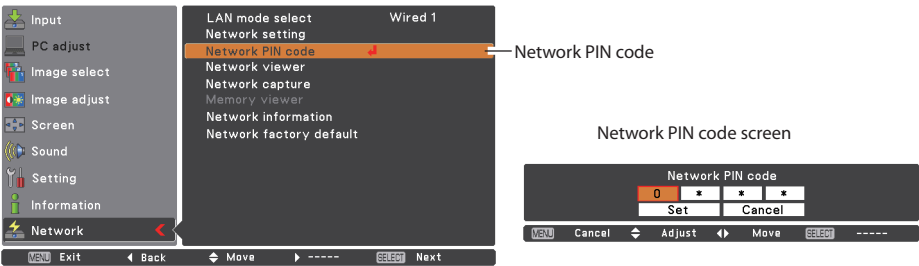 Input
PC adjust
Image select
Image adjust
Screen
Sound
Setting
Information
Network
LAN mode select Wired 1
Network setting
Network PIN code
Network viewer
Network capture
Memory viewer
Network information
Network factory default
MENU Exit Back Move ----- SELECT Next
Network PIN code
Network PIN code screen
Network PIN code
0 * * *
Set Cancel
MENU Cancel Adjust Move SELECT -----